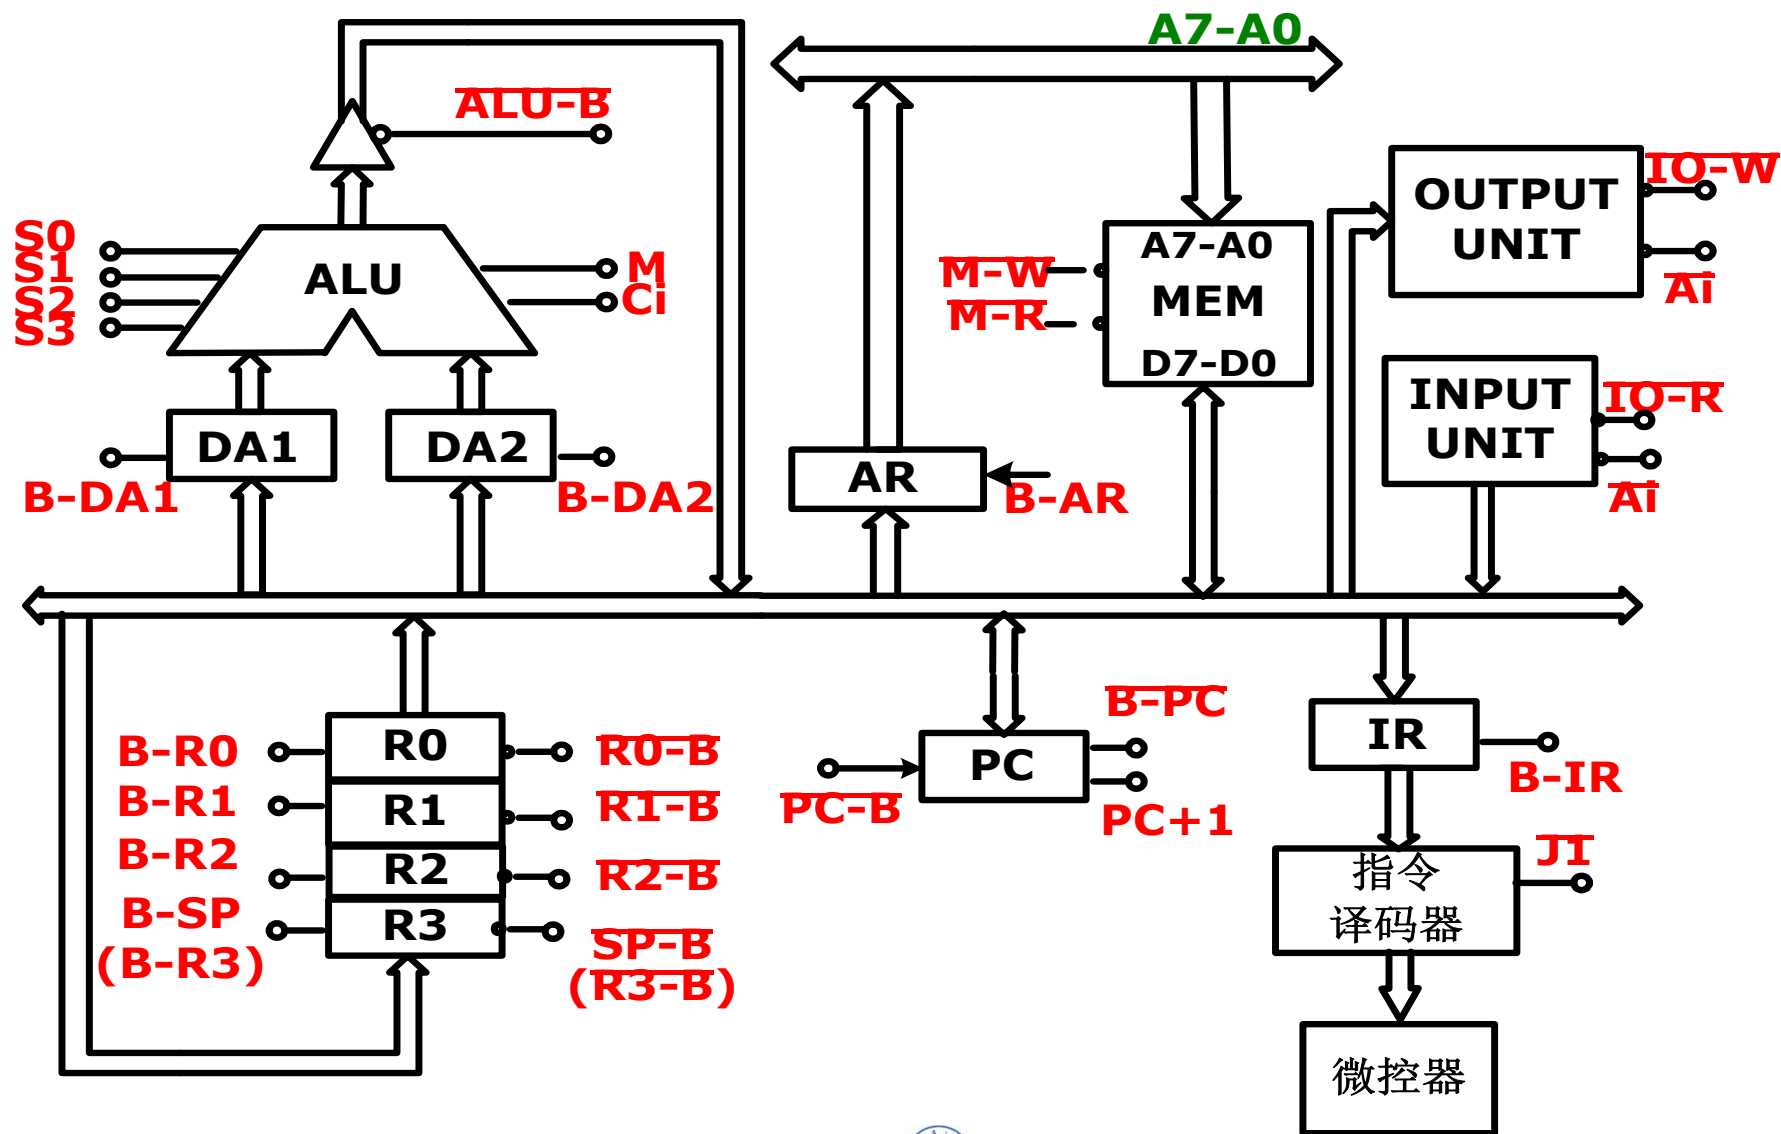 A7-A0
ALU-B
IO-W
OUTPUT
UNIT
Ai
S0
S1
S2
S3
ALU
M
Ci
M-W
M-R
A7-A0
MEM
D7-D0
INPUT
UNIT
IO-R
Ai
DA1
DA2
B-DA1
B-DA2
AR
B-AR
B-R0
B-R1
B-R2
B-SP
(B-R3)
R0
R1
R2
R3
R0-B
R1-B
R2-B
SP-B
(R3-B)
B-PC
PC
PC-B
PC+1
IR
B-IR
JI
指令
译码器
微控器